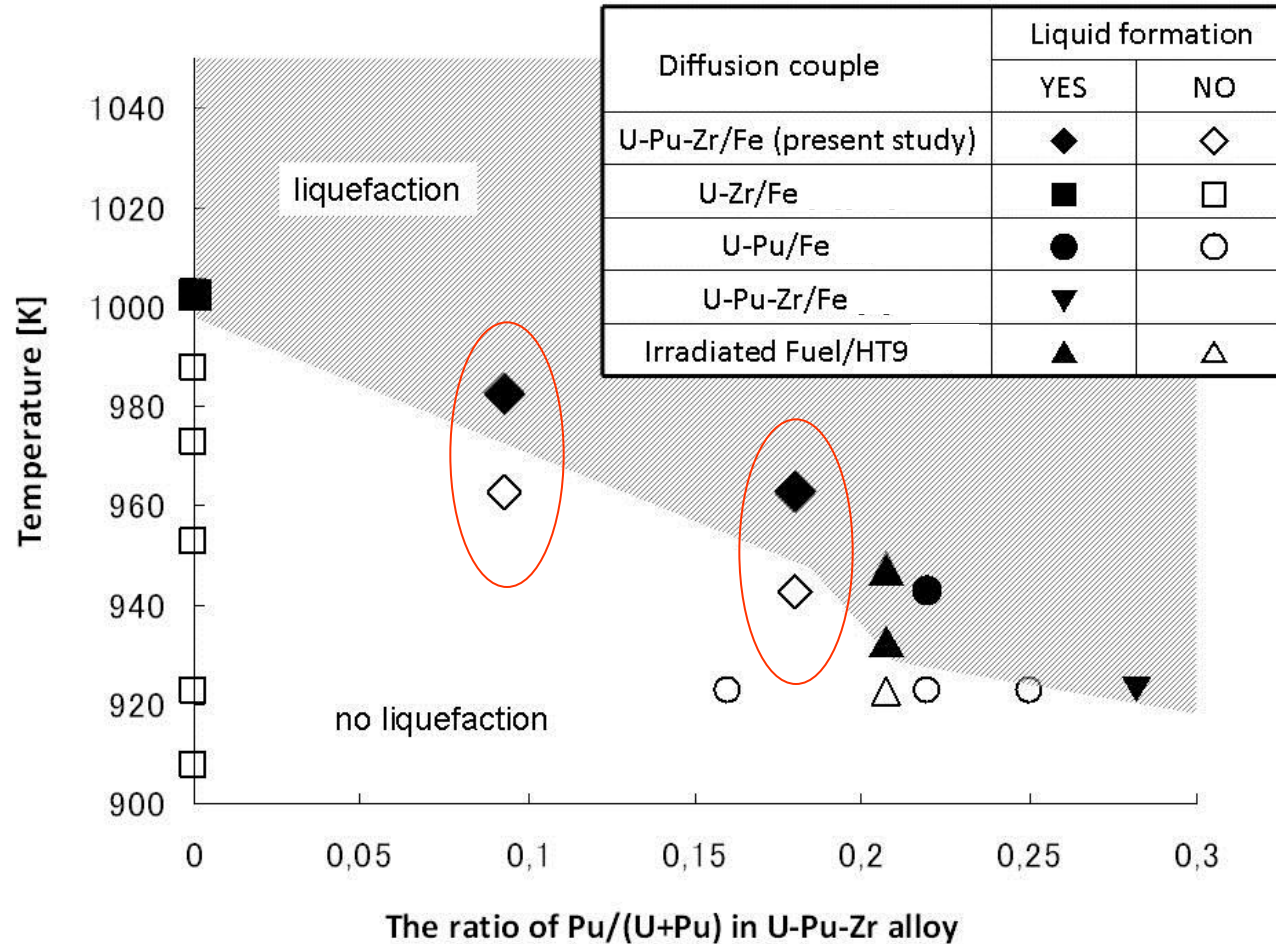 Diffusion couple
Liquid formation
YES NO
U-Pu-Zr/Fe (present study)
U-Zr/Fe
U-Pu/Fe
U-Pu-Zr/Fe
Irradiated Fuel/HT9
liquefaction
no liquefaction
Temperature [K]
1040
1020
1000
980
960
940
920
900
0 0,05 0,1 0,15 0,2 0,25 0,3
The ratio of Pu/(U+Pu) in U-Pu-Zr alloy